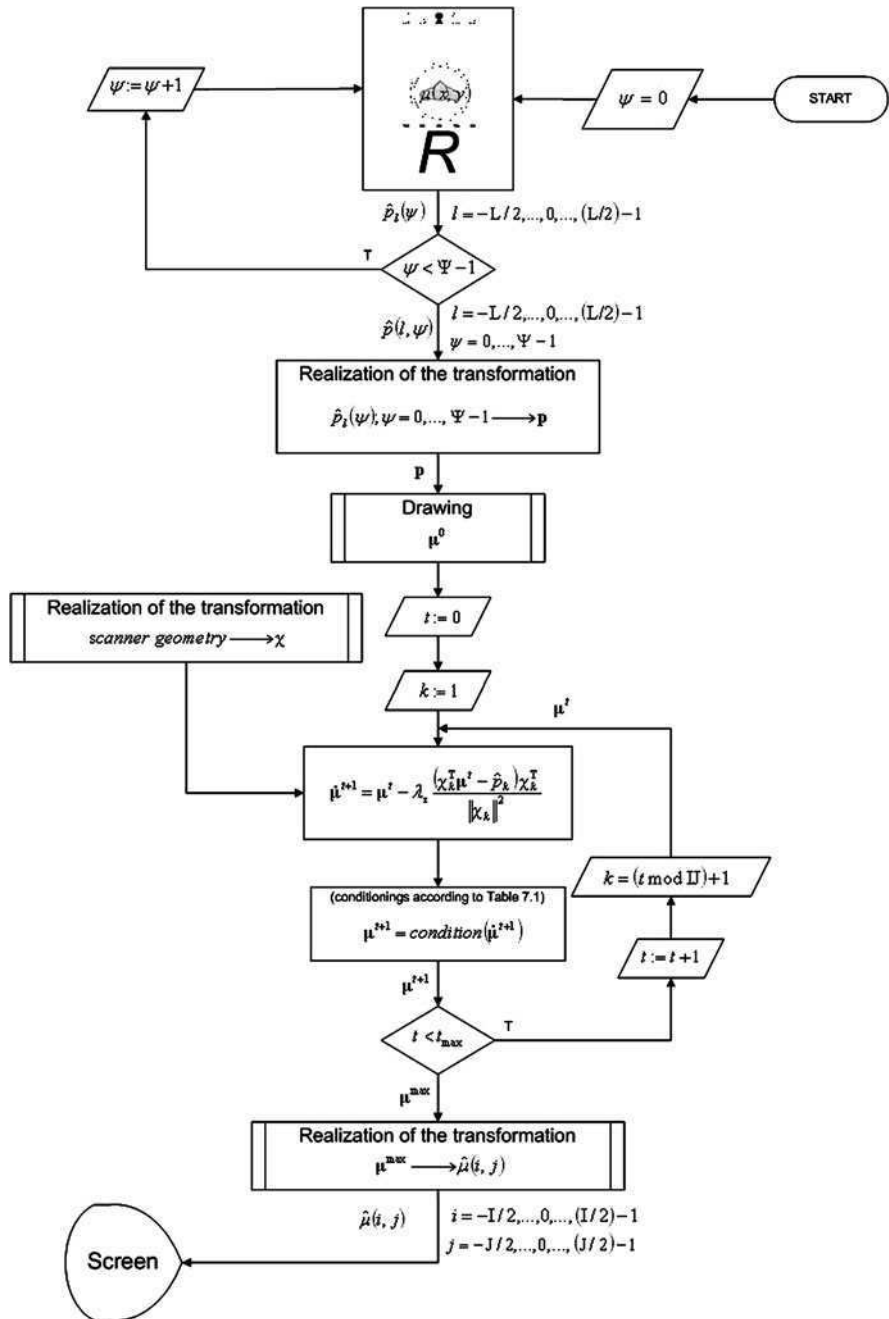 START
ψ = 0
ψ := ψ+1
μ(x, y)
R
p̂_l(ψ) l = −L/2,...,0,...,(L/2)−1
T
ψ < Ψ−1
p̂(l, ψ) l = −L/2,...,0,...,(L/2)−1
ψ = 0,..., Ψ−1
Realization of the transformation
p̂_l(ψ); ψ = 0,..., Ψ−1 ⟶ p
p
Drawing
μ^0
t := 0
Realization of the transformation
scanner geometry ⟶ χ
k := 1
μ^t
μ̇^{t+1} = μ^t − λ_s (χ_k^T μ^t − p̂_k) χ_k^T / ‖χ_k‖^2
k = (t mod IJ)+1
(conditionings according to Table 7.1)
μ^{t+1} = condition(μ̇^{t+1})
t := t+1
μ^{t+1}
t < t_max
T
μ^max
Realization of the transformation
μ^max ⟶ μ̂(i, j)
μ̂(i, j) i = −I/2,...,0,...,(I/2)−1
j = −J/2,...,0,...,(J/2)−1
Screen